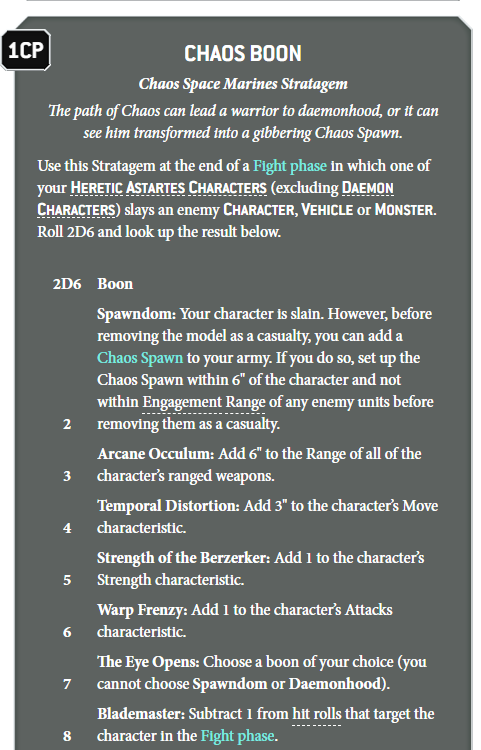 1CP
CHAOS BOON
Chaos Space Marines Stratagem
The path of Chaos can lead a warrior to daemonhood, or it can
see him transformed into a gibbering Chaos Spawn.
Use this Stratagem at the end of a Fight phase in which one of
your HERETIC ASTARTES CHARACTERS (excluding DAEMON
CHARACTERS) slays an enemy CHARACTER, VEHICLE or MONSTER.
Roll 2D6 and look up the result below.
2D6 Boon
Spawndom: Your character is slain. However, before
removing the model as a casualty, you can add a
Chaos Spawn to your army. If you do so, set up the
Chaos Spawn within 6" of the character and not
within Engagement Range of any enemy units before
2 removing them as a casualty.
Arcane Occulum: Add 6" to the Range of all of the
3 character's ranged weapons.
Temporal Distortion: Add 3" to the character's Move
4 characteristic.
Strength of the Berzerker: Add 1 to the character's
5 Strength characteristic.
Warp Frenzy: Add 1 to the character's Attacks
6 characteristic.
The Eye Opens: Choose a boon of your choice (you
7 cannot choose Spawndom or Daemonhood).
Blademaster: Subtract 1 from hit rolls that target the
8 character in the Fight phase.